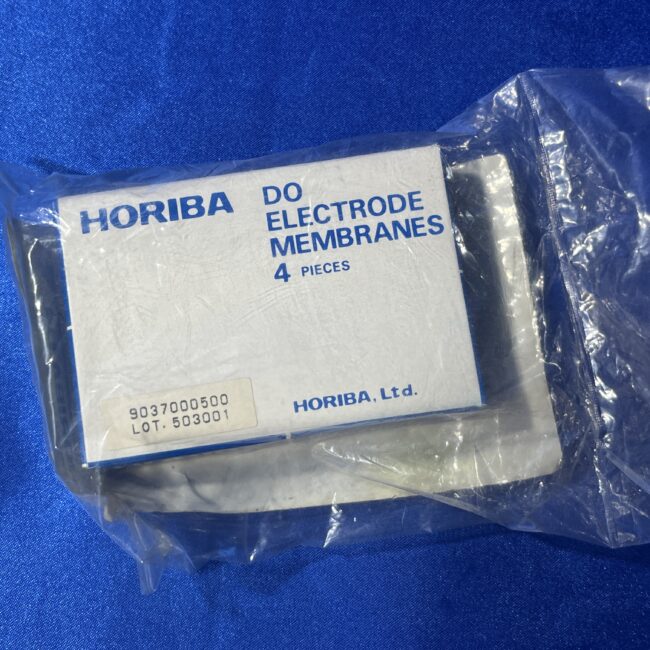 HORIBA
DO
ELECTRODE
MEMBRANES
4 PIECES
9037000500
LOT. 503001
HORIBA, Ltd.